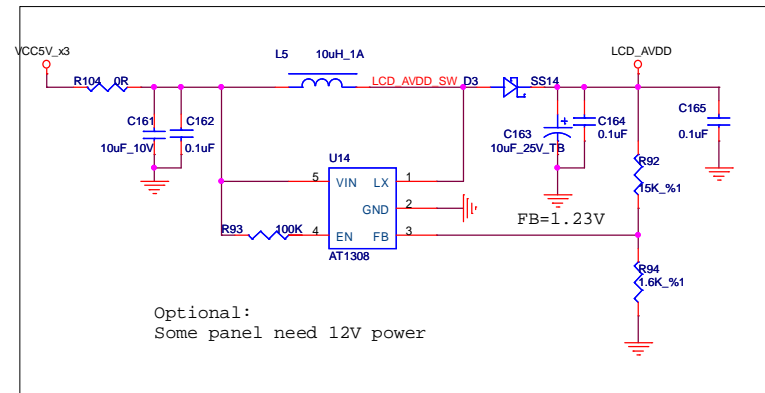 VCC5V_x3
L5 10uH_1A
LCD_AVDD
R104 0R
LCD_AVDD_SW D3 SS14
C161
10uF_10V
C162
0.1uF
C163
10uF_25V_TB
C164
0.1uF
C165
0.1uF
U14
5 VIN LX 1
GND 2
R93 100K 4 EN FB 3
AT1308
R92
15K_%1
FB=1.23V
R94
1.6K_%1
Optional:
Some panel need 12V power